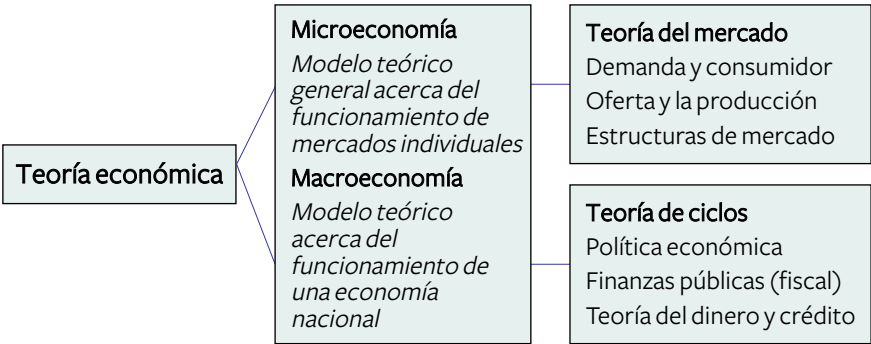 Teoría económica
Microeconomía
Modelo teórico
general acerca del
funcionamiento de
mercados individuales
Macroeconomía
Modelo teórico
acerca del
funcionamiento de
una economía
nacional
Teoría del mercado
Demanda y consumidor
Oferta y la producción
Estructuras de mercado
Teoría de ciclos
Política económica
Finanzas públicas (fiscal)
Teoría del dinero y crédito